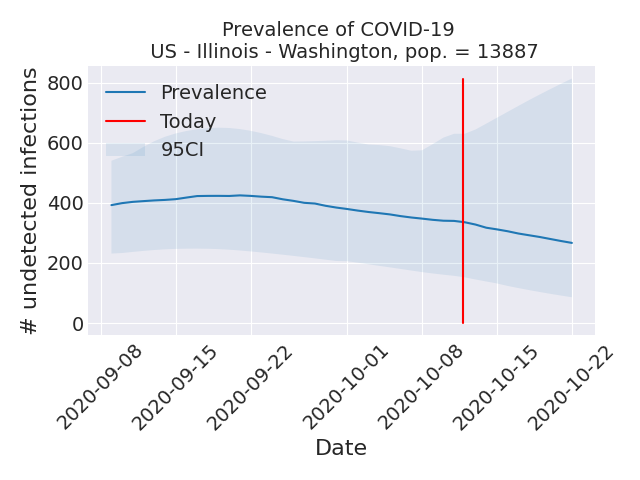 Prevalence of COVID-19
US - Illinois - Washington, pop. = 13887
# undetected infections
800
600
400
200
0
Prevalence
Today
95CI
2020-09-08
2020-09-15
2020-09-22
2020-10-01
2020-10-08
2020-10-15
2020-10-22
Date